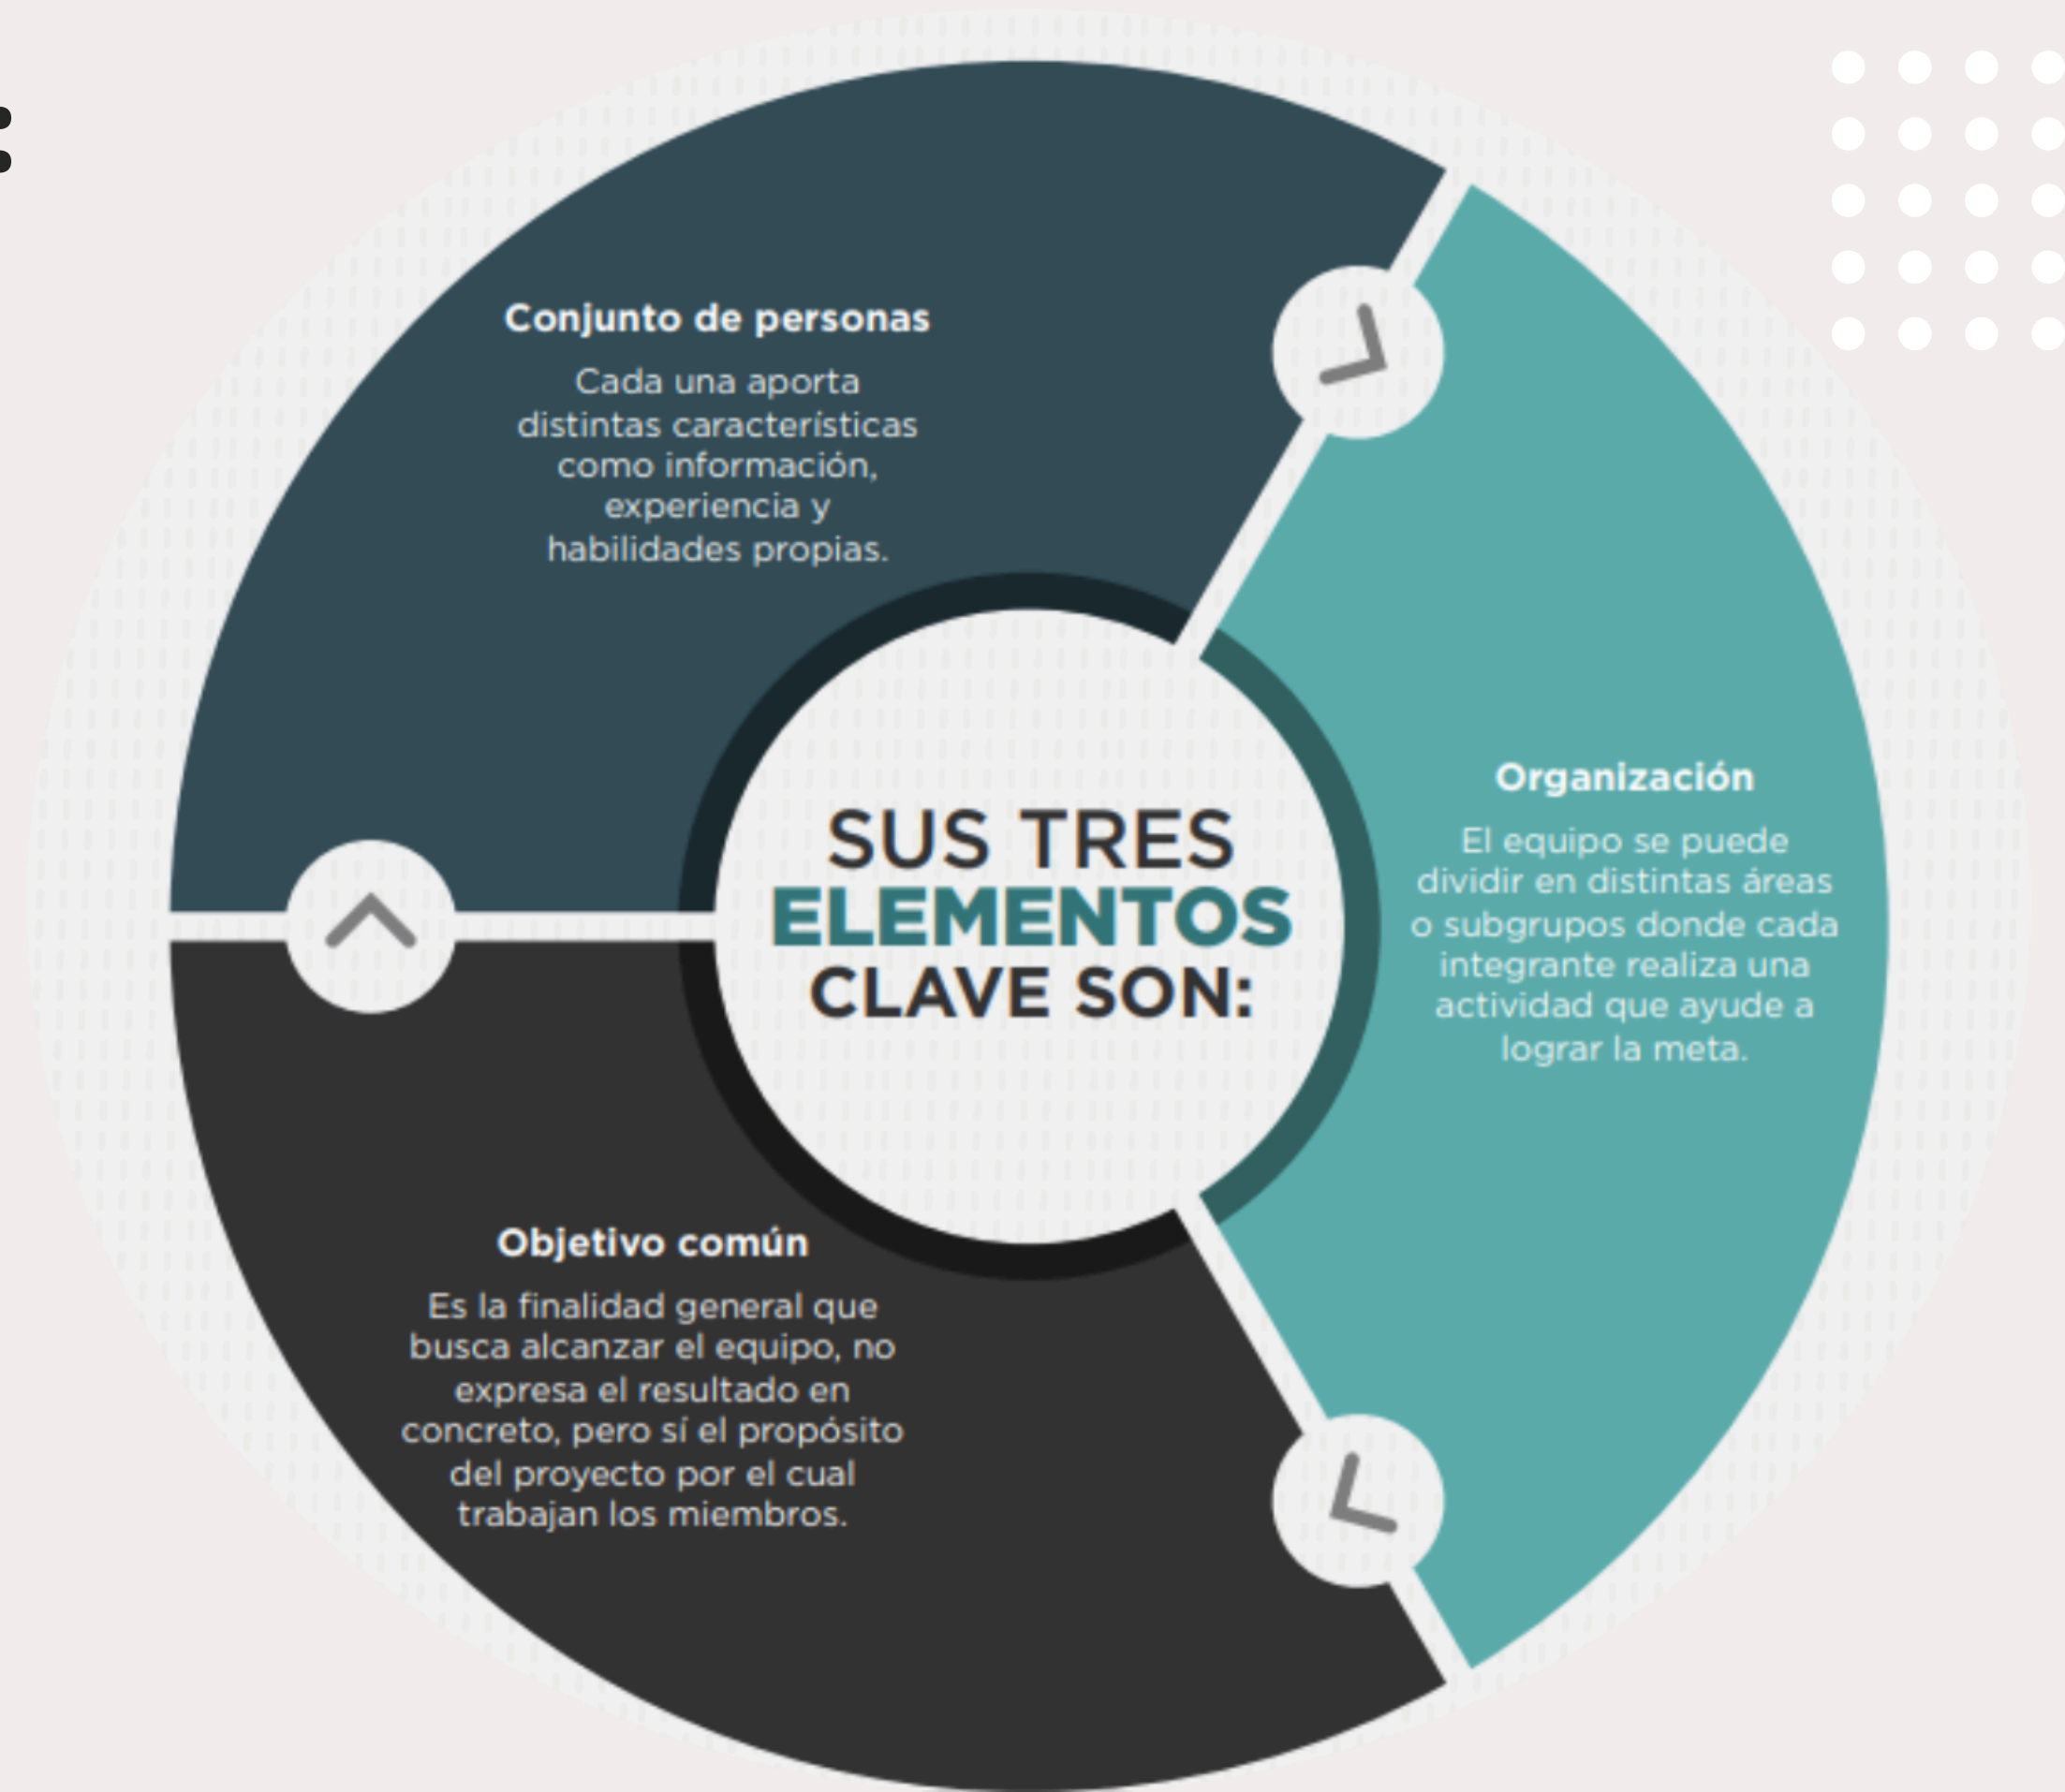 Conjunto de personas
Cada una aporta
distintas características
como información,
experiencia y
habilidades propias.
SUS TRES
ELEMENTOS
CLAVE SON:
Organización
El equipo se puede
dividir en distintas áreas
o subgrupos donde cada
integrante realiza una
actividad que ayude a
lograr la meta.
Objetivo común
Es la finalidad general que
busca alcanzar el equipo, no
expresa el resultado en
concreto, pero sí el propósito
del proyecto por el cual
trabajan los miembros.